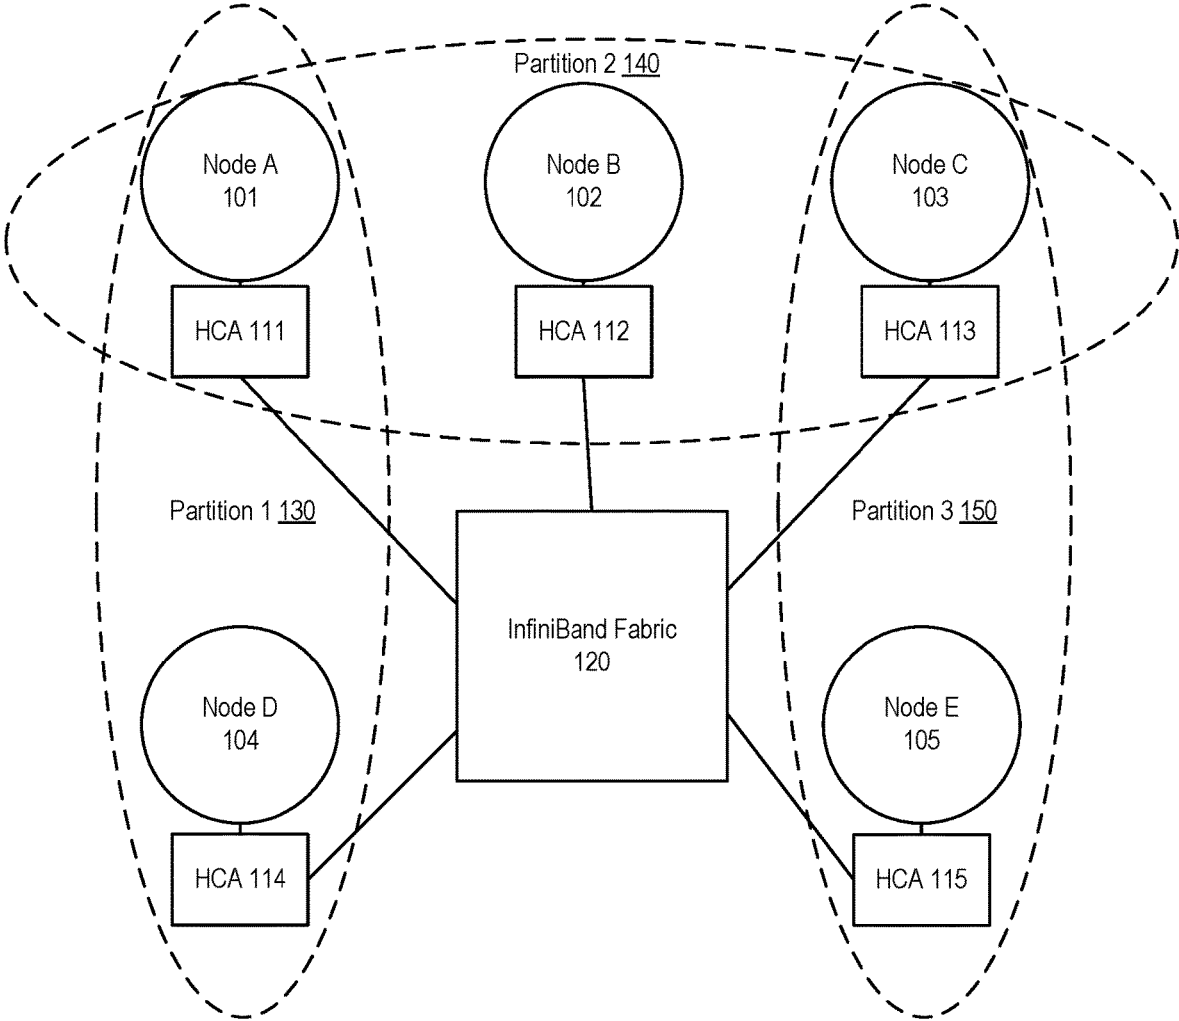 Partition 2 140
Node A
101
Node B
102
Node C
103
HCA 111
HCA 112
HCA 113
Partition 1 130
Partition 3 150
InfiniBand Fabric
120
Node D
104
Node E
105
HCA 114
HCA 115